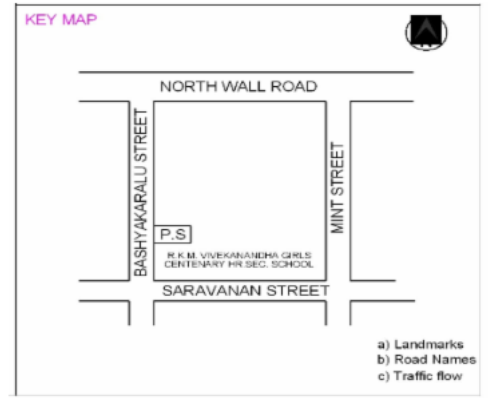 KEY MAP
NORTH WALL ROAD
BASHYAKARALU STREET
MINT STREET
P.S
R.K.M. VIVEKANANDHA GIRLS
CENTENARY HR.SEC. SCHOOL
SARAVANAN STREET
a) Landmarks
b) Road Names
c) Traffic flow